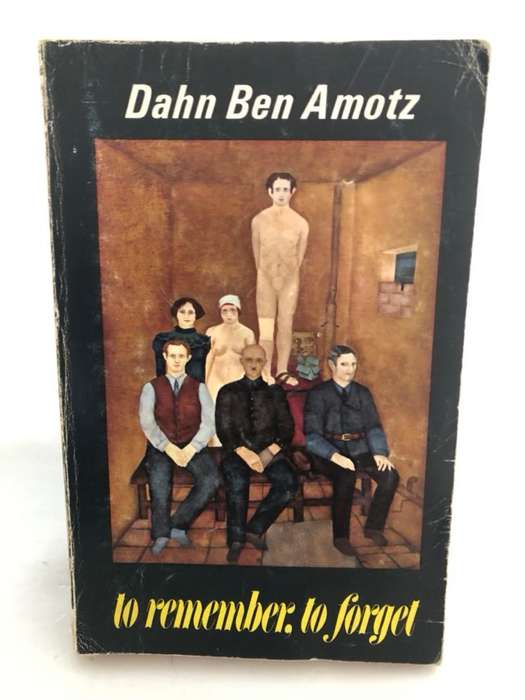 Dahn Ben Amotz
to remember, to forget